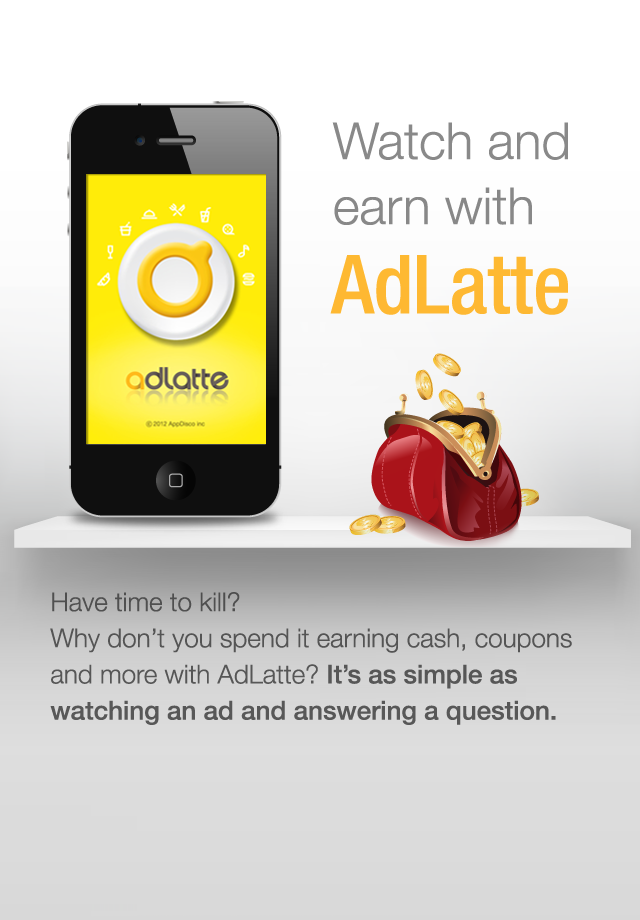 Watch and
earn with
AdLatte
adlatte
© 2012 AppDisco inc
Have time to kill?
Why don’t you spend it earning cash, coupons
and more with AdLatte? It’s as simple as
watching an ad and answering a question.